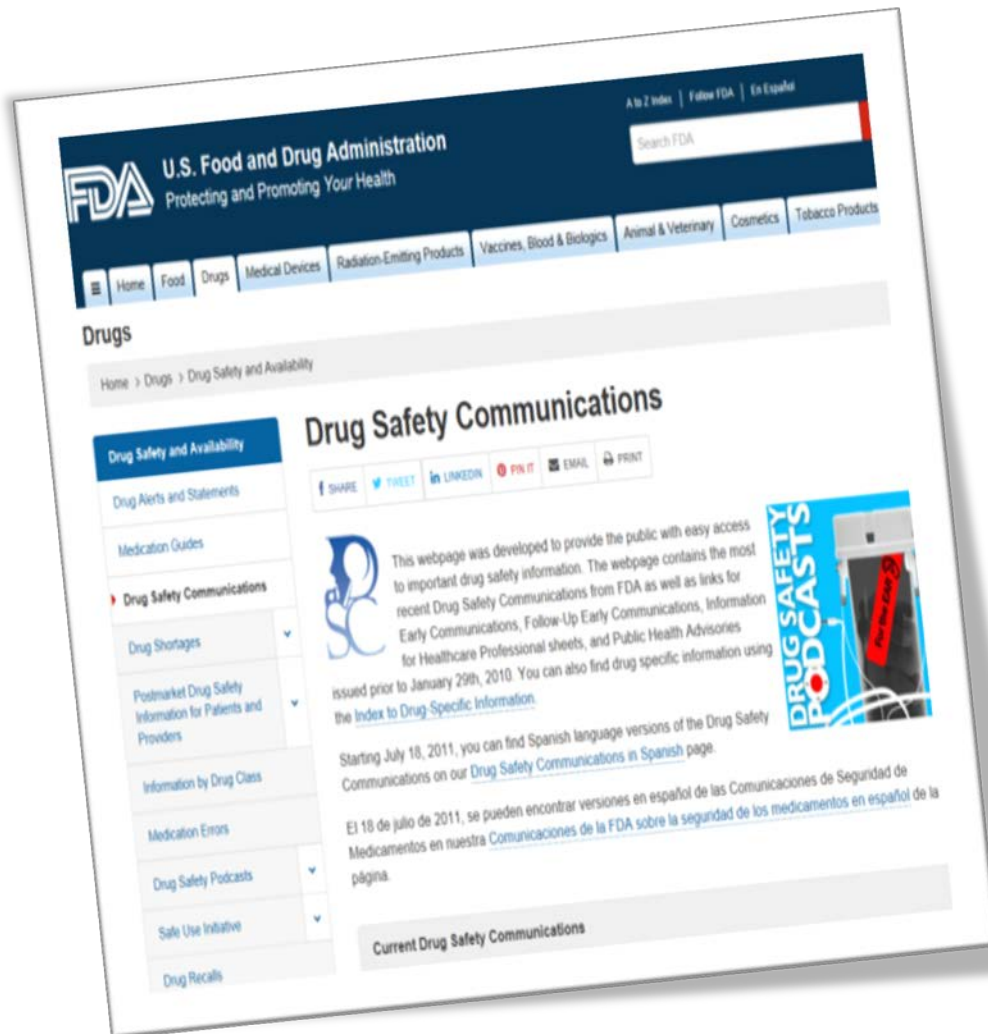 A to Z Index | Follow FDA | En Español
FDA
U.S. Food and Drug Administration
Protecting and Promoting Your Health
Search FDA
≡ Home Food Drugs Medical Devices Radiation-Emitting Products Vaccines, Blood & Biologics Animal & Veterinary Cosmetics Tobacco Products
Drugs
Home > Drugs > Drug Safety and Availability
Drug Safety and Availability
Drug Alerts and Statements
Medication Guides
Drug Safety Communications
Drug Shortages
Postmarket Drug Safety
Information for Patients and
Providers
Information by Drug Class
Medication Errors
Drug Safety Podcasts
Safe Use Initiative
Drug Recalls
Drug Safety Communications
SHARE TWEET LINKEDIN PIN IT EMAIL PRINT
DSC
This webpage was developed to provide the public with easy access
to important drug safety information. The webpage contains the most
recent Drug Safety Communications from FDA as well as links for
Early Communications, Follow-Up Early Communications, Information
for Healthcare Professional sheets, and Public Health Advisories
issued prior to January 29th, 2010. You can also find drug specific information using
the Index to Drug-Specific Information.
DRUG SAFETY
PODCASTS
For Your EAR
Starting July 18, 2011, you can find Spanish language versions of the Drug Safety
Communications on our Drug Safety Communications in Spanish page.
El 18 de julio de 2011, se pueden encontrar versiones en español de las Comunicaciones de Seguridad de
Medicamentos en nuestra Comunicaciones de la FDA sobre la seguridad de los medicamentos en español de la
página.
Current Drug Safety Communications